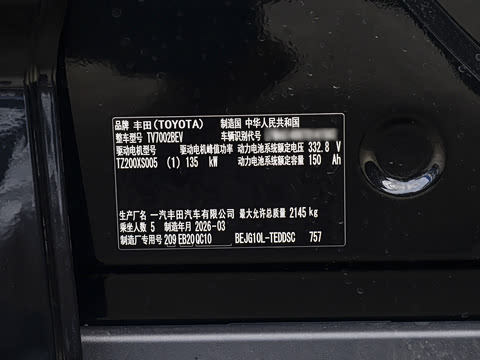 品牌 丰田(TOYOTA) 制造国 中华人民共和国
整车型号 TV7002BEV 车辆识别代号
驱动电机型号 驱动电机峰值功率 动力电池系统额定电压 332.8 V
TZ200XS005 (1) 135 kW 动力电池系统额定容量 150 Ah
生产厂名 一汽丰田汽车有限公司 最大允许总质量 2145 kg
乘坐人数 5 制造年月 2026-03
制造厂专用号 209 EB20 QC10 BEJG10L-TEDDSC 757